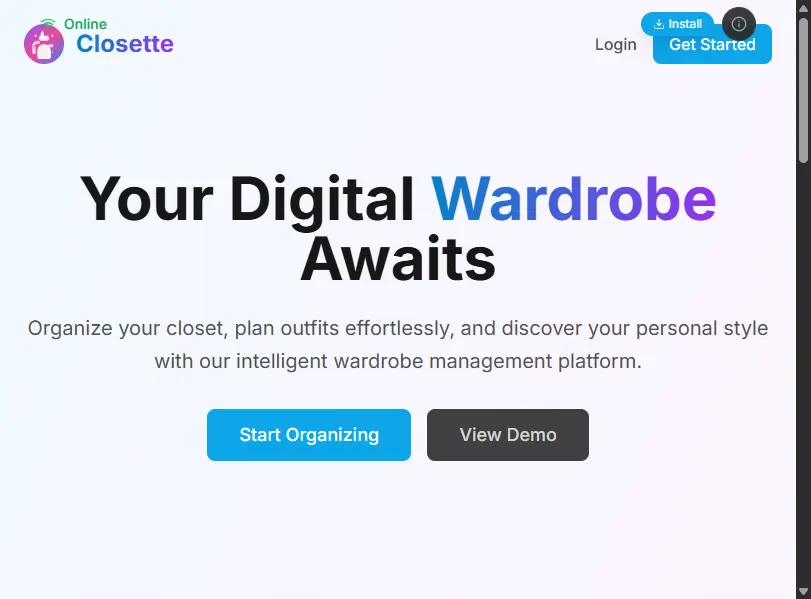 Online
Closette
Install
Login
Get Started
Your Digital Wardrobe
Awaits
Organize your closet, plan outfits effortlessly, and discover your personal style
with our intelligent wardrobe management platform.
Start Organizing
View Demo